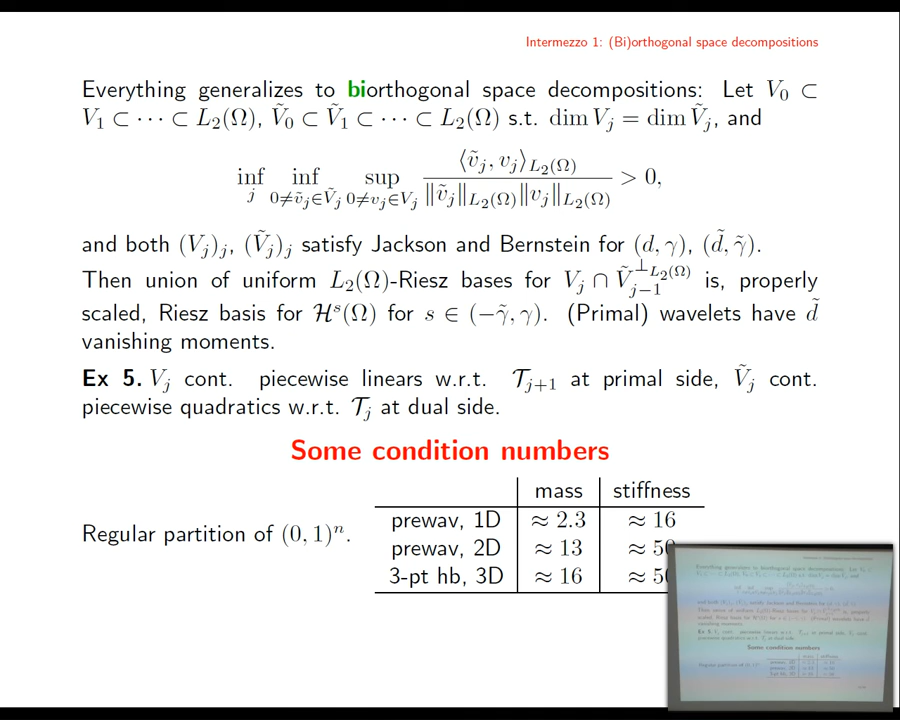 Intermezzo 1: (Bi)orthogonal space decompositions
Everything generalizes to biorthogonal space decompositions: Let V_0 ⊂
V_1 ⊂ ⋯ ⊂ L_2(Ω), Ṽ_0 ⊂ Ṽ_1 ⊂ ⋯ ⊂ L_2(Ω) s.t. dim V_j = dim Ṽ_j, and
inf_j inf_{0≠ṽ_j∈Ṽ_j} sup_{0≠v_j∈V_j} ⟨ṽ_j, v_j⟩_{L_2(Ω)} / ‖ṽ_j‖_{L_2(Ω)}‖v_j‖_{L_2(Ω)} > 0,
and both (V_j)_j, (Ṽ_j)_j satisfy Jackson and Bernstein for (d, γ), (d̃, γ̃).
Then union of uniform L_2(Ω)-Riesz bases for V_j ∩ Ṽ_{j−1}^{⊥_{L_2(Ω)}} is, properly
scaled, Riesz basis for ℋ^s(Ω) for s ∈ (−γ̃, γ). (Primal) wavelets have d̃
vanishing moments.
Ex 5. V_j cont. piecewise linears w.r.t. 𝒯_{j+1} at primal side, Ṽ_j cont.
piecewise quadratics w.r.t. 𝒯_j at dual side.
Some condition numbers
mass stiffness
Regular partition of (0, 1)^n.
prewav, 1D ≈ 2.3 ≈ 16
prewav, 2D ≈ 13 ≈ 50
3-pt hb, 3D ≈ 16 ≈ 50